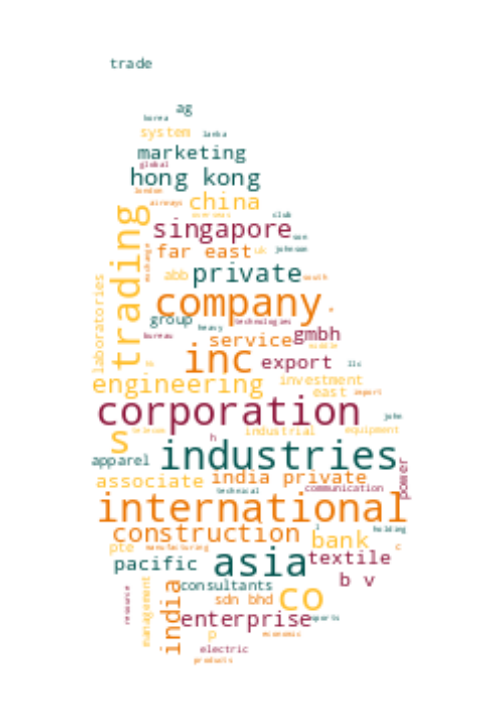 trade
ag
korea
system lanka
marketing
global
hong kong
london
airways china
overseas club
trading
singapore
son
exchange far east uk johnson
abb private south
laboratories
company
group heavy technologies
bureau service gmbh
middle
inc export llc
hk
engineering investment
east import
corporation
john
s telecom h industrial equipment
apparel industries
associate india private
power
technical communication
international
construction l holding
pte manufacturing bank c
pacific asia textile
b v
resource management india consultants
sdn bhd co
enterprise exports
p economic
electric
products